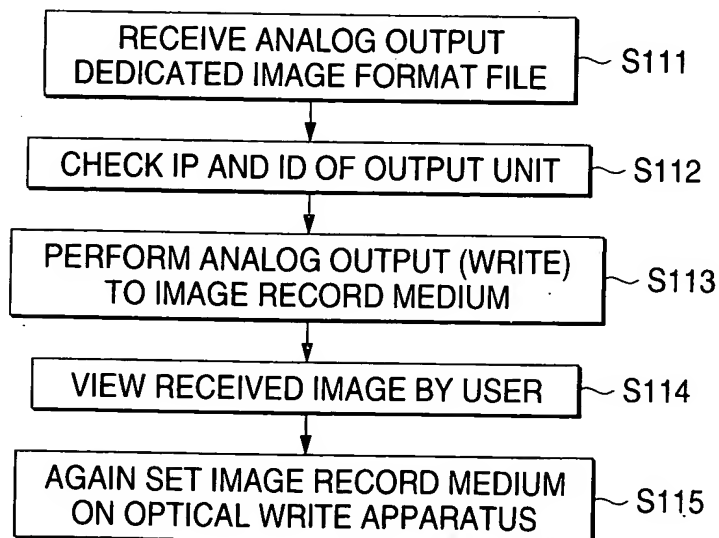 RECEIVE ANALOG OUTPUT
DEDICATED IMAGE FORMAT FILE
S111
CHECK IP AND ID OF OUTPUT UNIT
S112
PERFORM ANALOG OUTPUT (WRITE)
TO IMAGE RECORD MEDIUM
S113
VIEW RECEIVED IMAGE BY USER
S114
AGAIN SET IMAGE RECORD MEDIUM
ON OPTICAL WRITE APPARATUS
S115